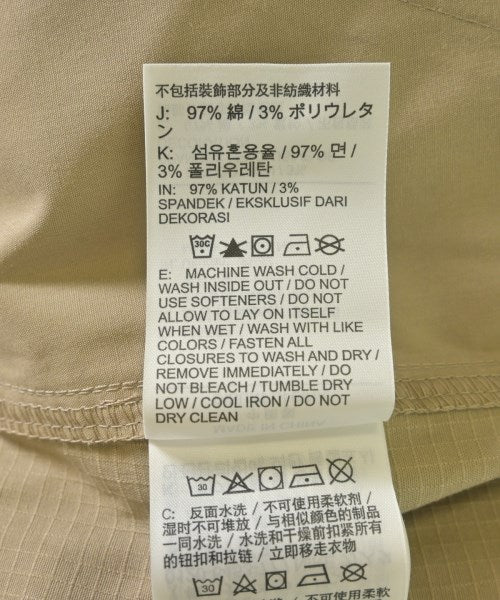 不包括裝飾部分及非紡織材料
J: 97% 綿 / 3% ポリウレタ
ン
K: 섬유혼용율 / 97% 면 /
3% 폴리우레탄
IN: 97% KATUN / 3%
SPANDEK / EKSKLUSIF DARI
DEKORASI
30C
E: MACHINE WASH COLD /
WASH INSIDE OUT / DO NOT
USE SOFTENERS / DO NOT
ALLOW TO LAY ON ITSELF
WHEN WET / WASH WITH LIKE
COLORS / FASTEN ALL
CLOSURES TO WASH AND DRY /
REMOVE IMMEDIATELY / DO
NOT BLEACH / TUMBLE DRY
LOW / COOL IRON / DO NOT
DRY CLEAN
30
C: 反面水洗 / 不可使用柔软剂 /
湿时不可堆放 / 与相似颜色的制品
一同水洗 / 水洗和干燥前扣紧所有
的钮扣和拉链 / 立即移走衣物
30